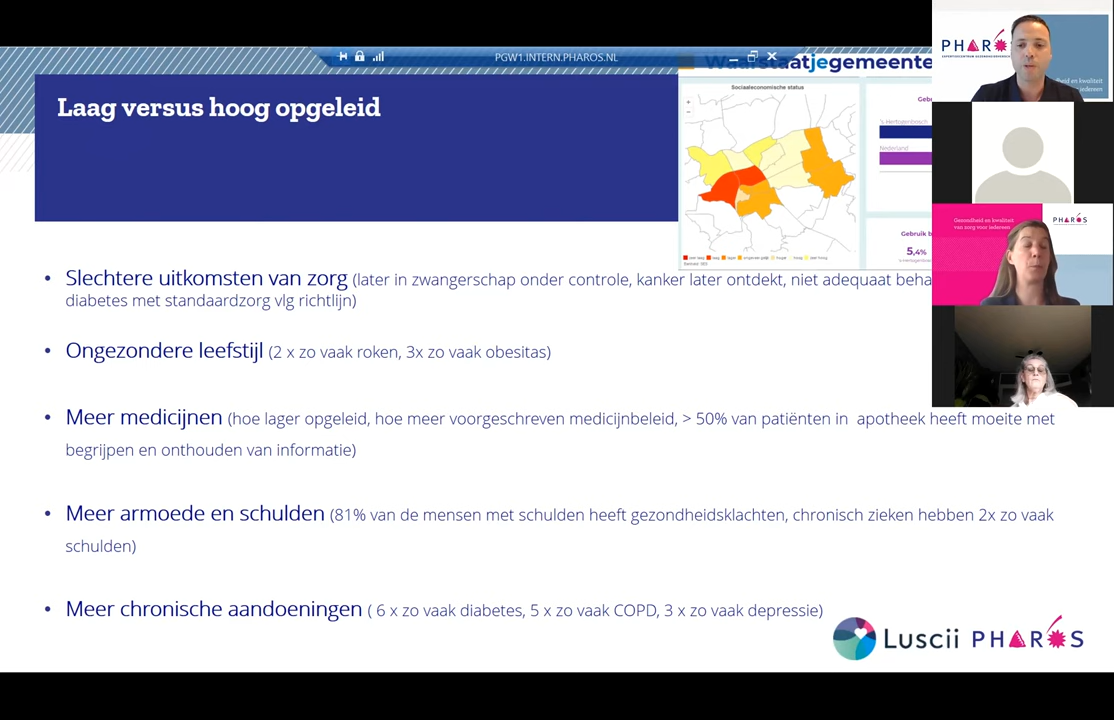 PGW1.INTERN.PHAROS.NL
Waarstaatjegemeente
Laag versus hoog opgeleid
Sociaaleconomische status
Geb
's Hertogenbosch
Nederland
Gebruik b
5,4%
PHAROS
EXPERTISECENTRUM GEZONDHEIDSVERSCHILLEN
Gezondheid en kwaliteit
van zorg voor iedereen
PHAROS
• Slechtere uitkomsten van zorg (later in zwangerschap onder controle, kanker later ontdekt, niet adequaat beha
diabetes met standaardzorg vlg richtlijn)
• Ongezondere leefstijl (2 x zo vaak roken, 3x zo vaak obesitas)
• Meer medicijnen (hoe lager opgeleid, hoe meer voorgeschreven medicijnbeleid, > 50% van patiënten in apotheek heeft moeite met
begrijpen en onthouden van informatie)
• Meer armoede en schulden (81% van de mensen met schulden heeft gezondheidsklachten, chronisch zieken hebben 2x zo vaak
schulden)
• Meer chronische aandoeningen ( 6 x zo vaak diabetes, 5 x zo vaak COPD, 3 x zo vaak depressie)
Luscii PHAROS